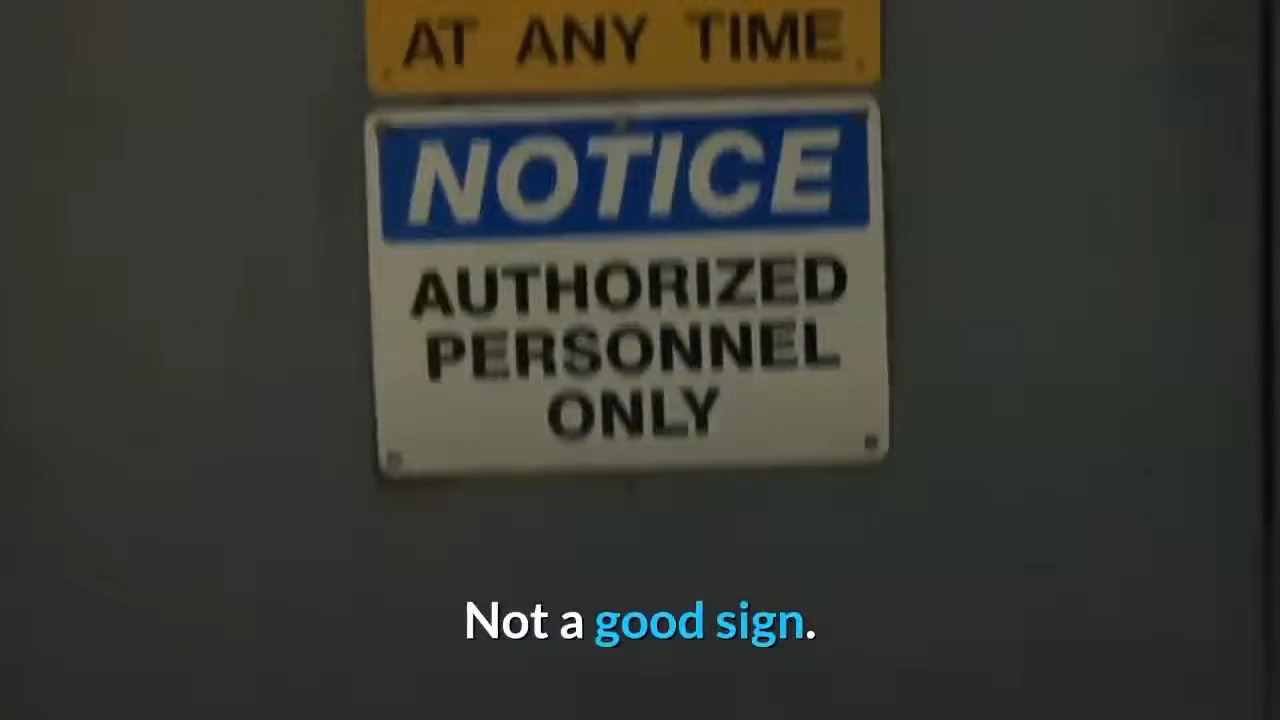 AT ANY TIME
NOTICE
AUTHORIZED
PERSONNEL
ONLY
Not a good sign.